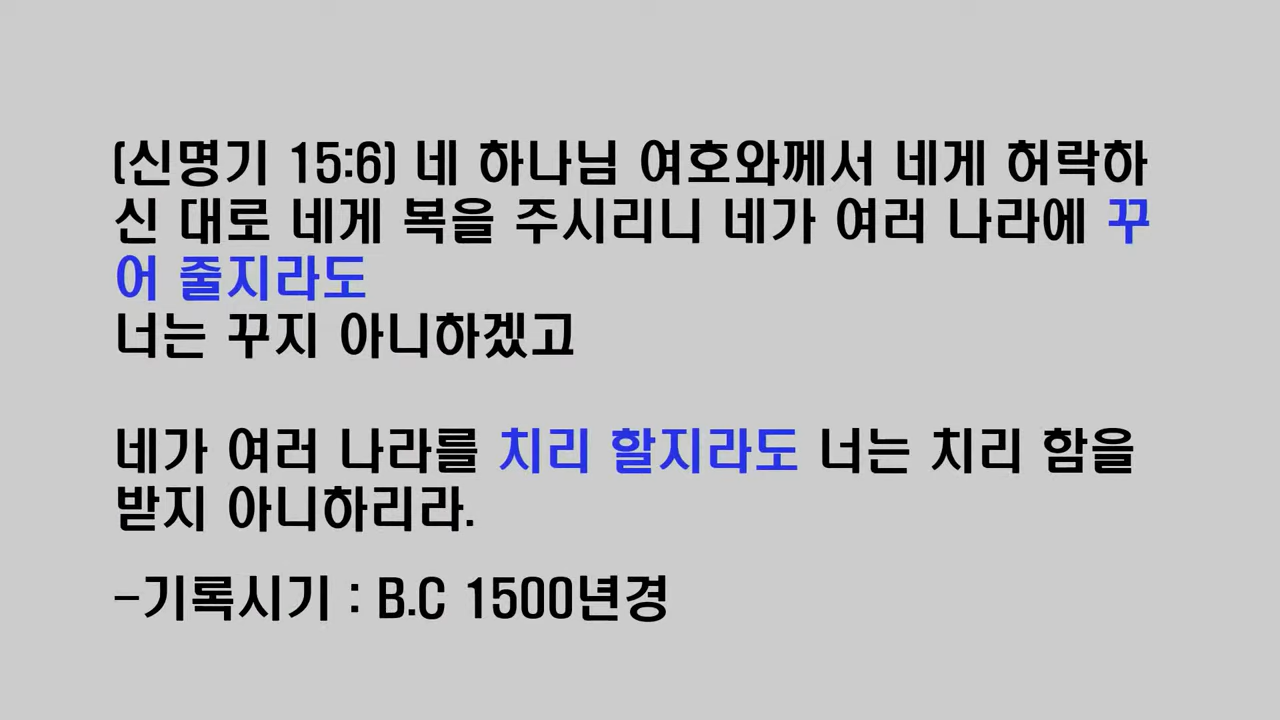 (신명기 15:6) 네 하나님 여호와께서 네게 허락하
신 대로 네게 복을 주시리니 네가 여러 나라에 꾸
어 줄지라도
너는 꾸지 아니하겠고
네가 여러 나라를 치리 할지라도 너는 치리 함을
받지 아니하리라.
-기록시기 : B.C 1500년경